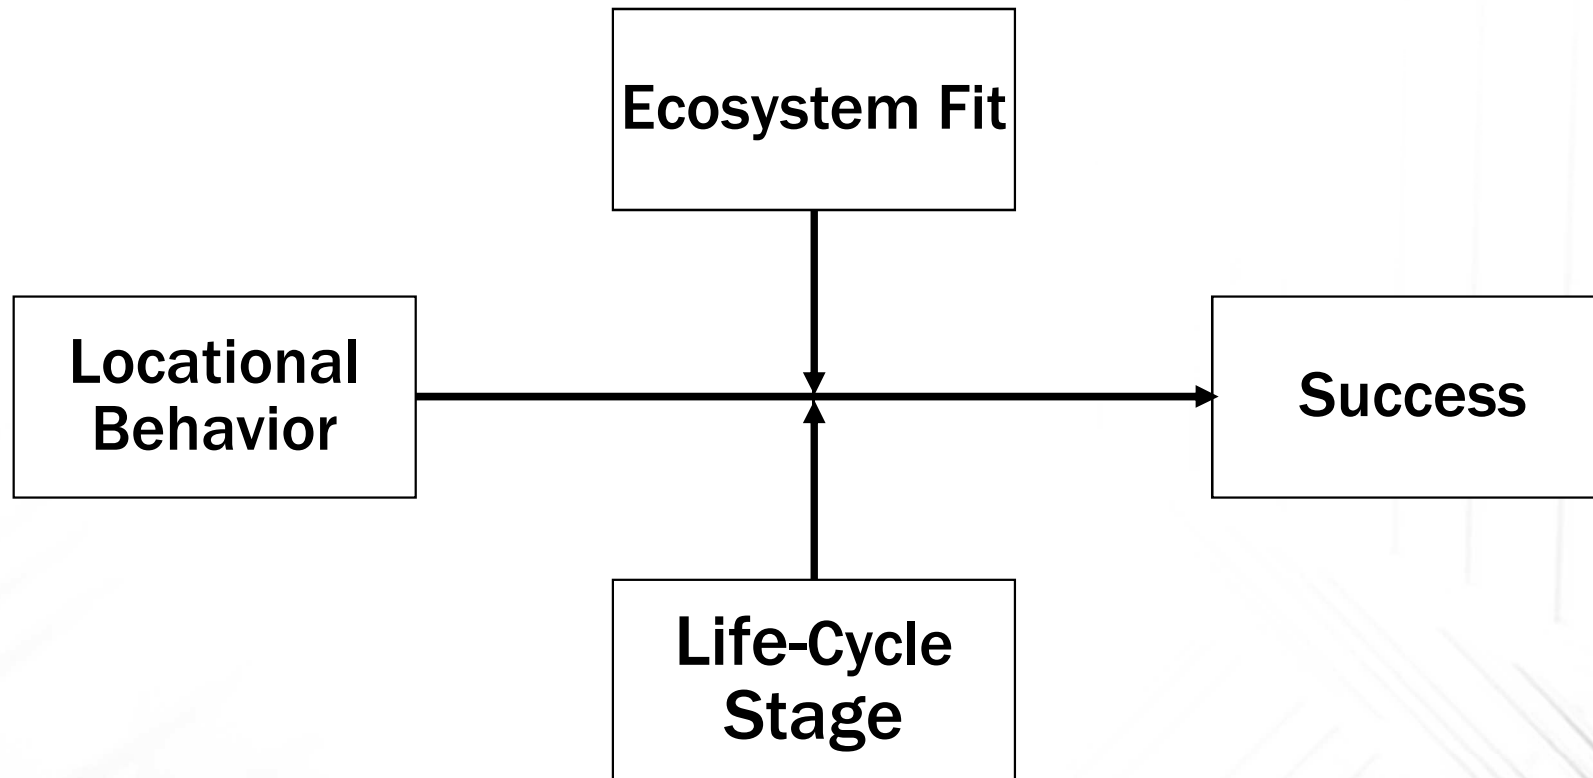 Ecosystem Fit
Locational
Behavior
Success
Life-Cycle
Stage